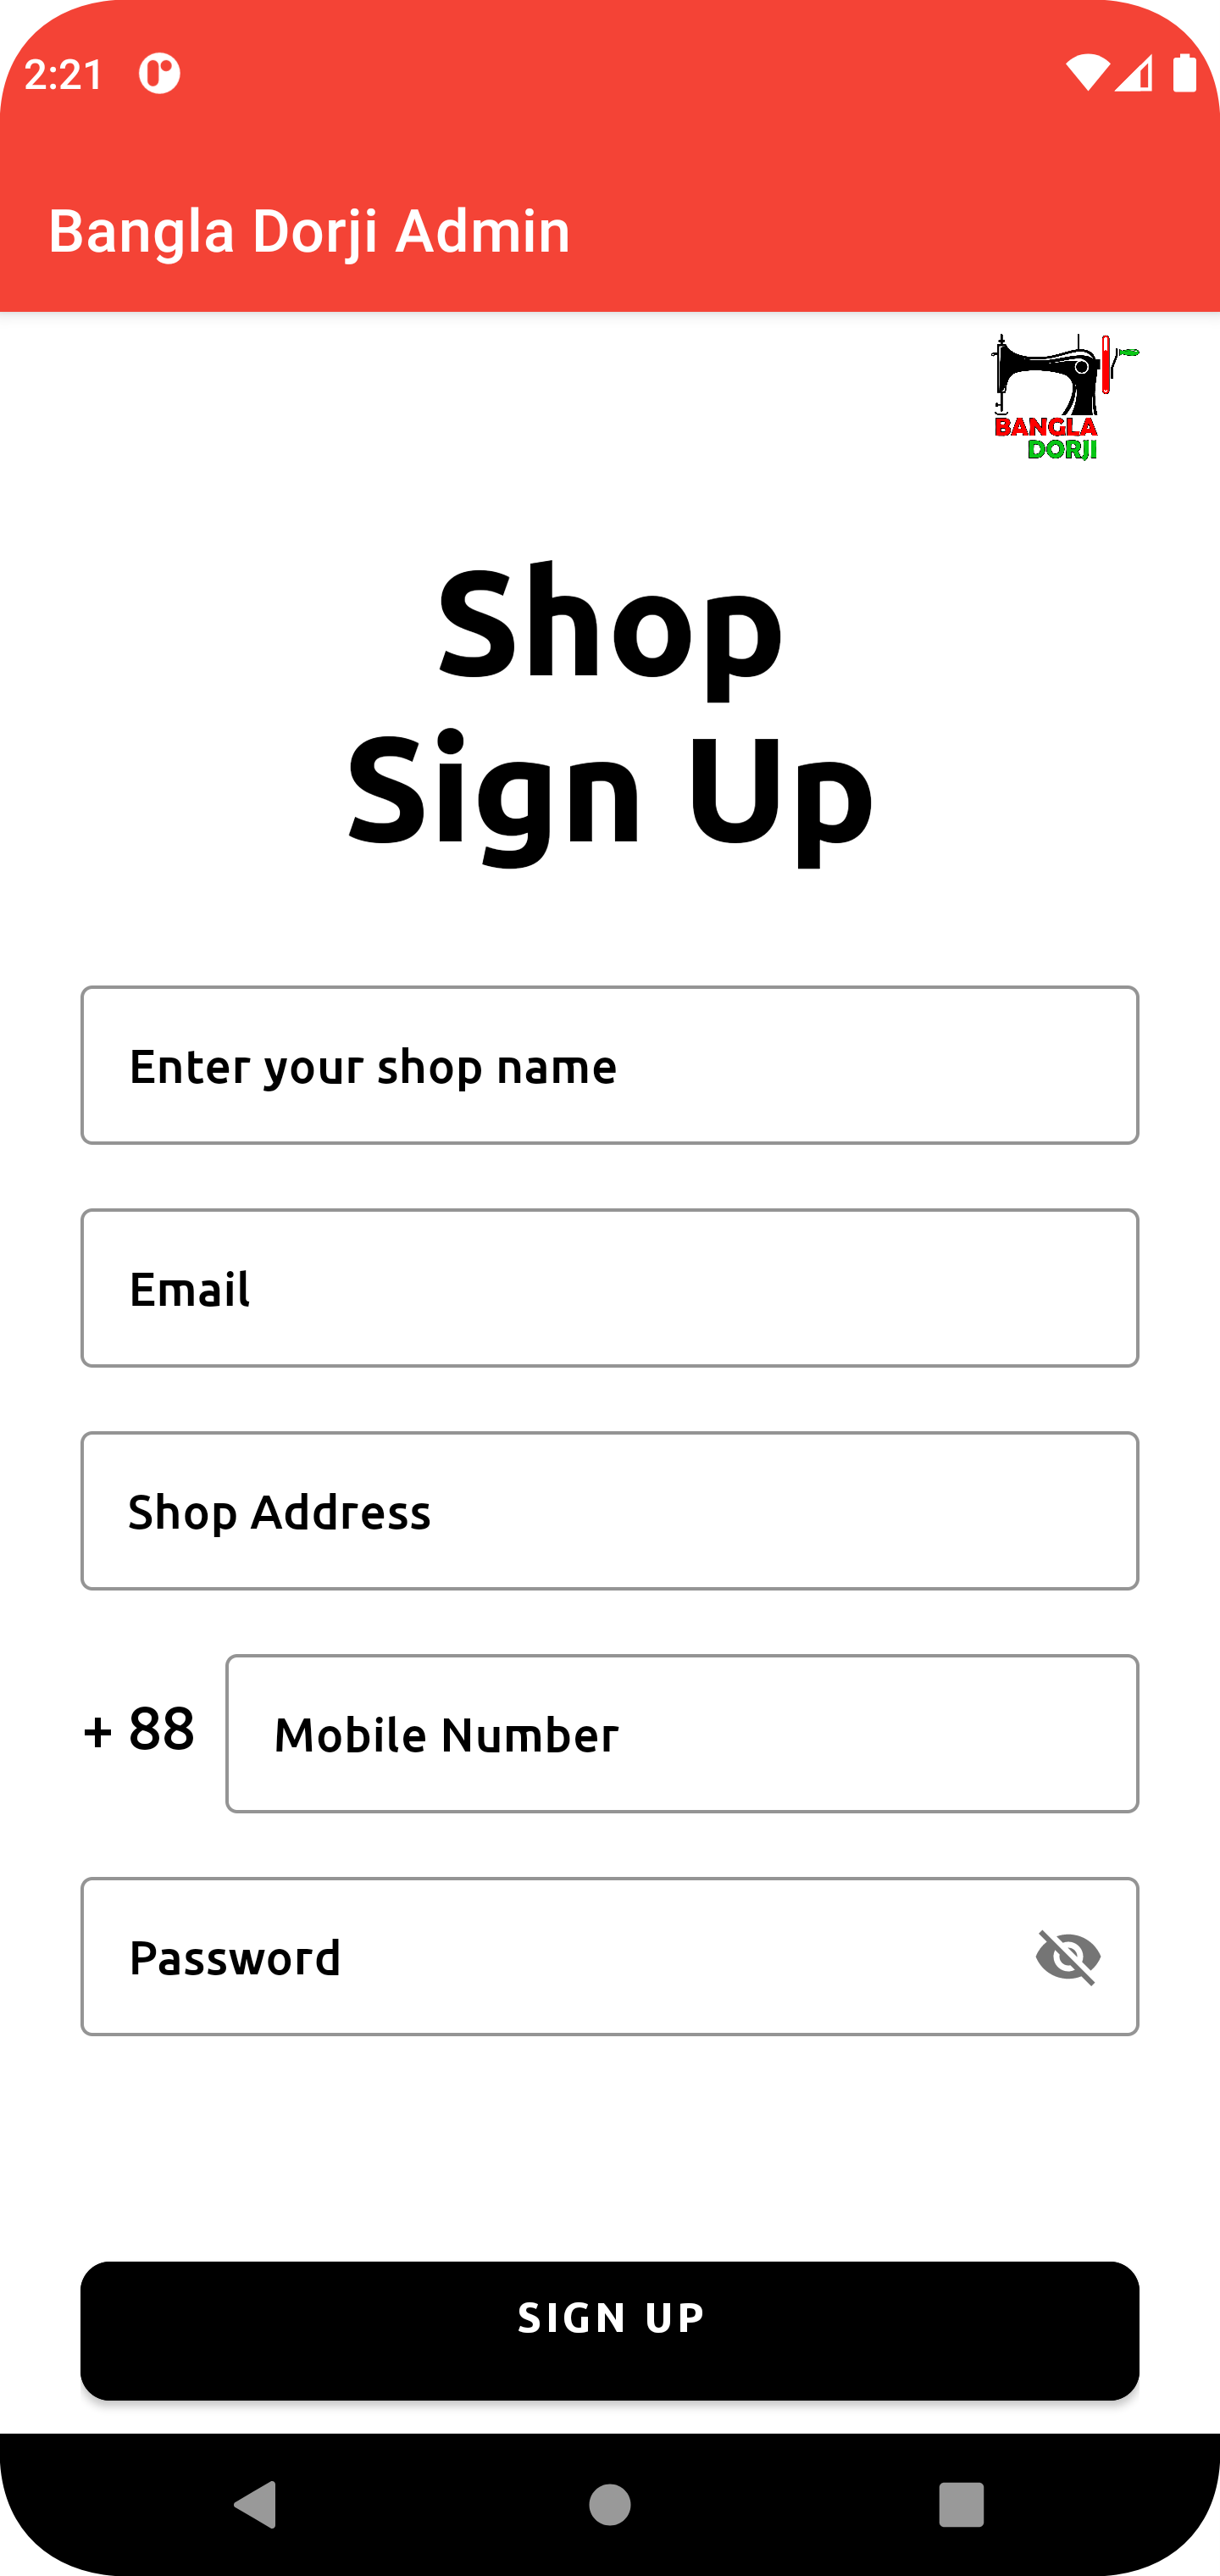 2:21
Bangla Dorji Admin
BANGLA
DORJI
Shop
Sign Up
Enter your shop name
Email
Shop Address
+ 88
Mobile Number
Password
SIGN UP